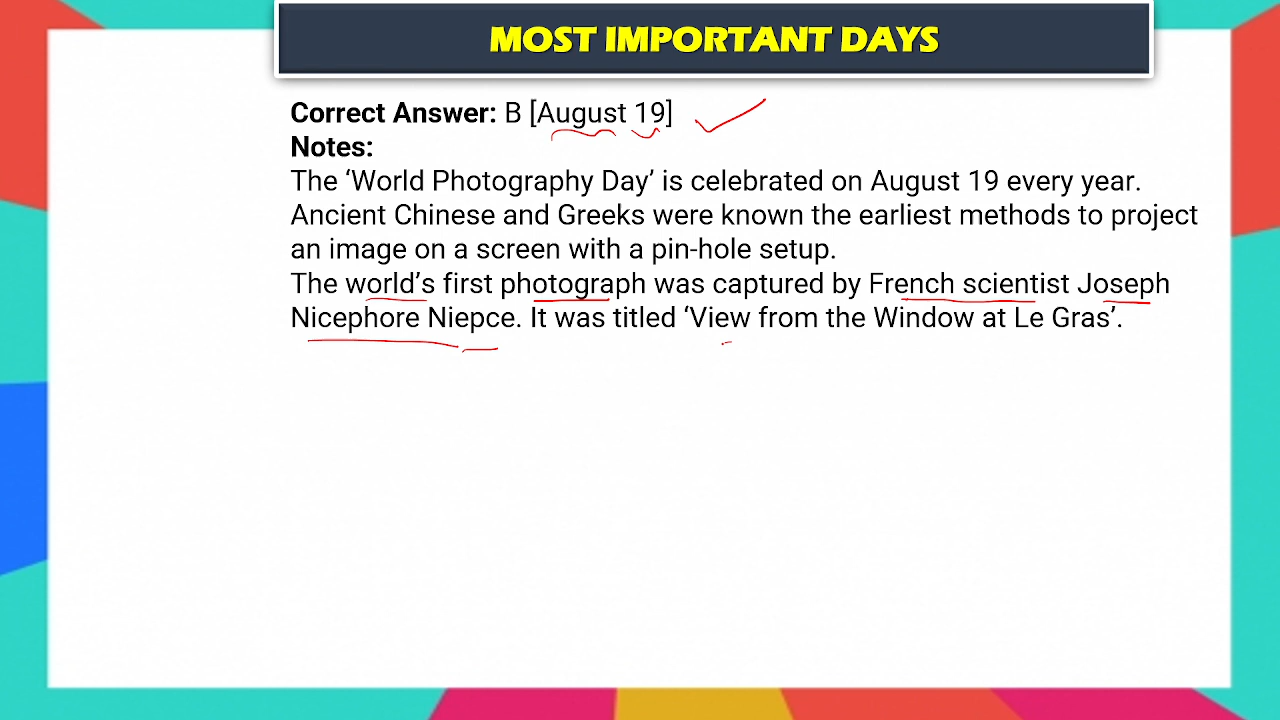 MOST IMPORTANT DAYS
Correct Answer: B [August 19]
Notes:
The ‘World Photography Day’ is celebrated on August 19 every year.
Ancient Chinese and Greeks were known the earliest methods to project
an image on a screen with a pin-hole setup.
The world’s first photograph was captured by French scientist Joseph
Nicephore Niepce. It was titled ‘View from the Window at Le Gras’.